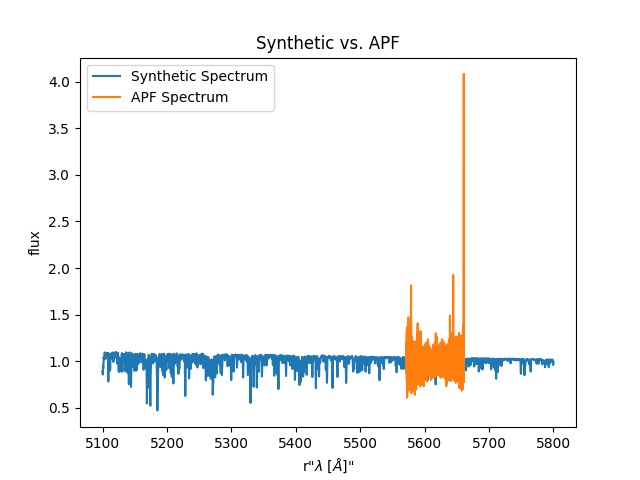 Synthetic vs. APF
Synthetic Spectrum
APF Spectrum
flux
4.0
3.5
3.0
2.5
2.0
1.5
1.0
0.5
5100 5200 5300 5400 5500 5600 5700 5800
r"λ [Å]"